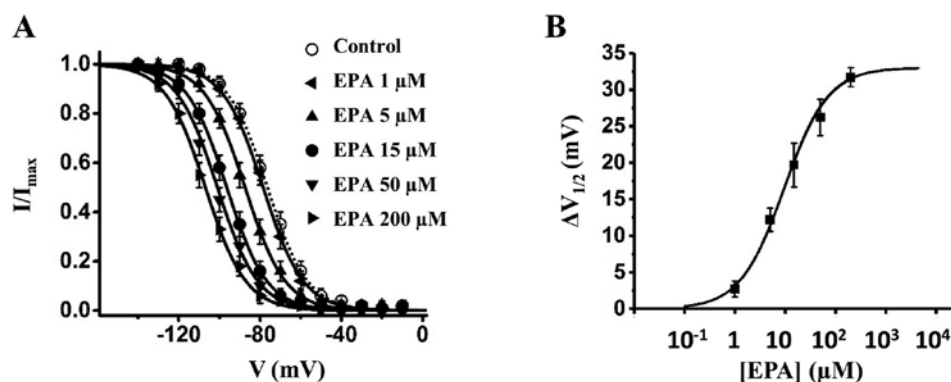 A
Control
EPA 1 µM
EPA 5 µM
EPA 15 µM
EPA 50 µM
EPA 200 µM
I/Imax
1.0
0.8
0.6
0.4
0.2
0.0
-120
-80
-40
0
V (mV)
B
ΔV1/2 (mV)
35
30
25
20
15
10
5
0
10⁻¹
1
10
10²
10³
10⁴
[EPA] (µM)